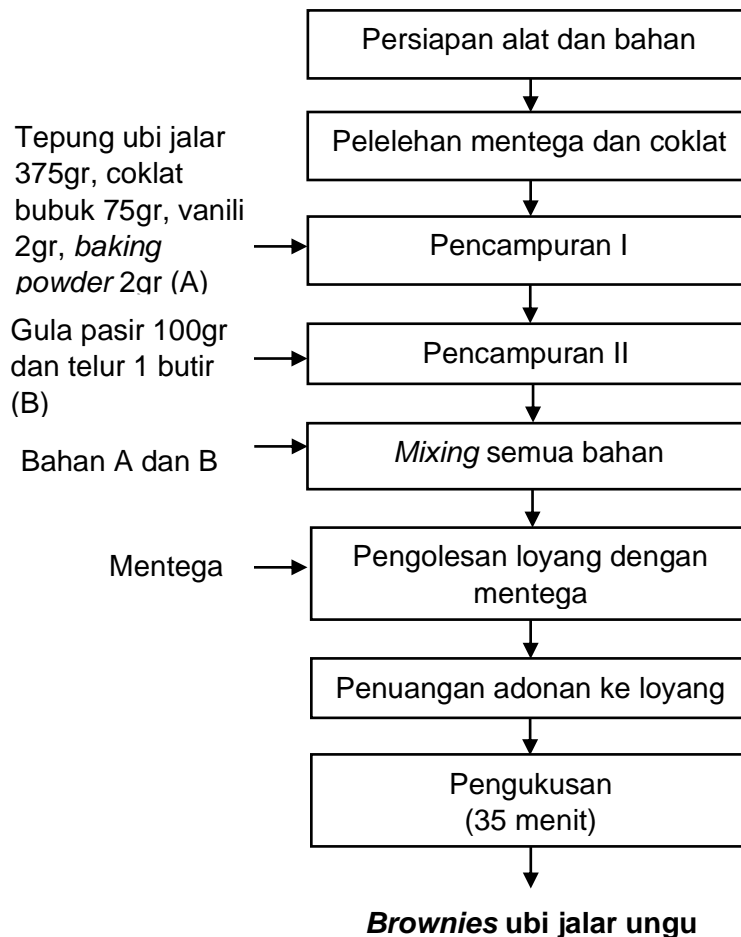 Persiapan alat dan bahan
Pelelehan mentega dan coklat
Tepung ubi jalar
375gr, coklat
bubuk 75gr, vanili
2gr, baking
powder 2gr (A)
Pencampuran I
Gula pasir 100gr
dan telur 1 butir
(B)
Pencampuran II
Bahan A dan B
Mixing semua bahan
Mentega
Pengolesan loyang dengan
mentega
Penuangan adonan ke loyang
Pengukusan
(35 menit)
Brownies ubi jalar ungu